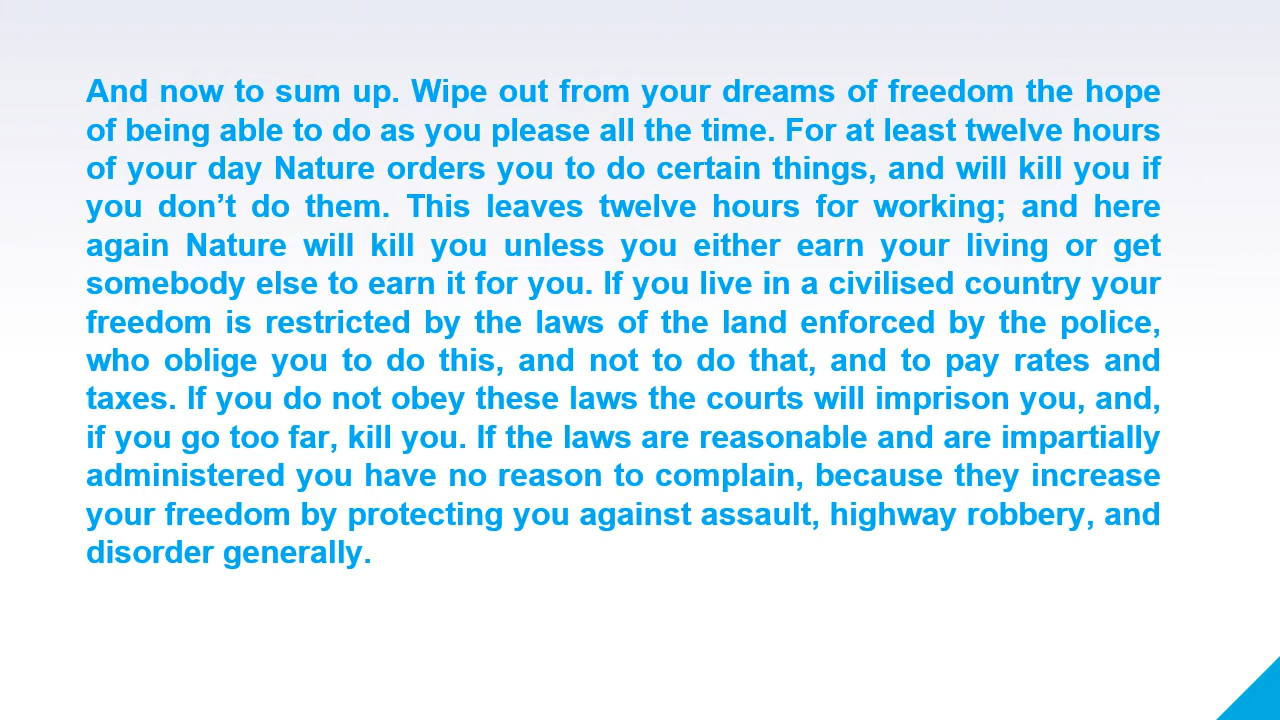 And now to sum up. Wipe out from your dreams of freedom the hope
of being able to do as you please all the time. For at least twelve hours
of your day Nature orders you to do certain things, and will kill you if
you don’t do them. This leaves twelve hours for working; and here
again Nature will kill you unless you either earn your living or get
somebody else to earn it for you. If you live in a civilised country your
freedom is restricted by the laws of the land enforced by the police,
who oblige you to do this, and not to do that, and to pay rates and
taxes. If you do not obey these laws the courts will imprison you, and,
if you go too far, kill you. If the laws are reasonable and are impartially
administered you have no reason to complain, because they increase
your freedom by protecting you against assault, highway robbery, and
disorder generally.